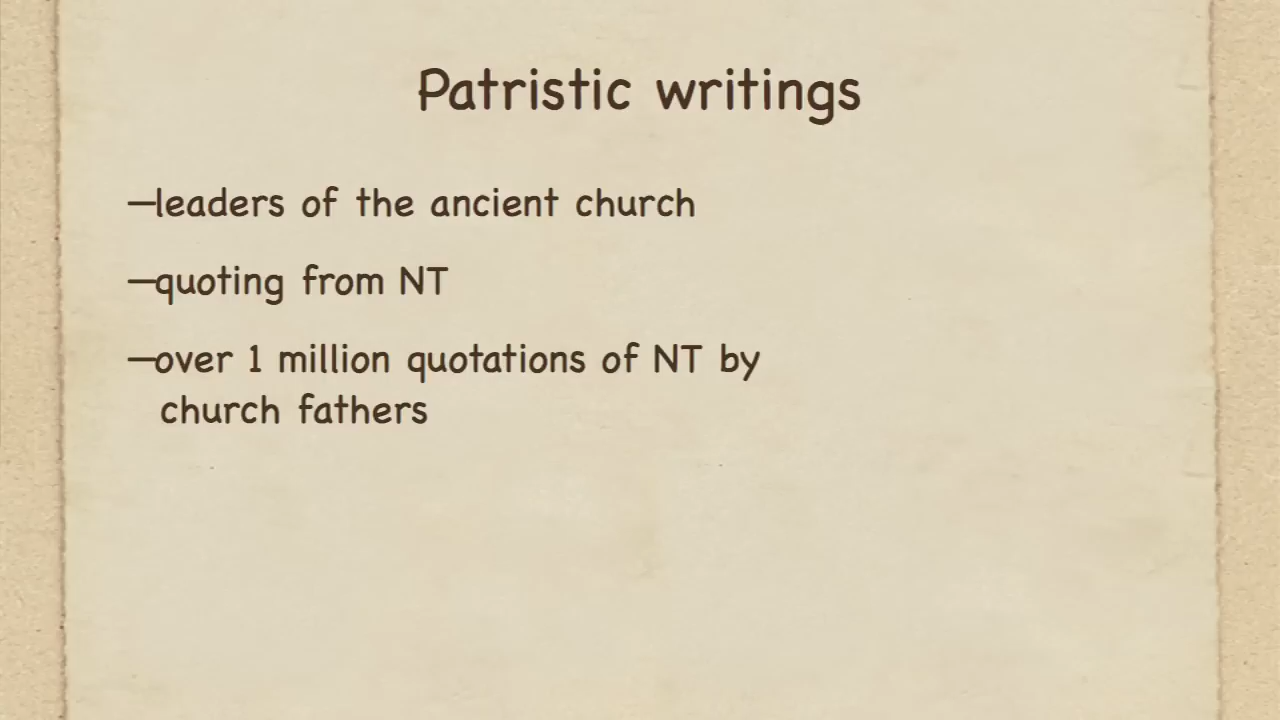 Patristic writings
—leaders of the ancient church
—quoting from NT
—over 1 million quotations of NT by
church fathers